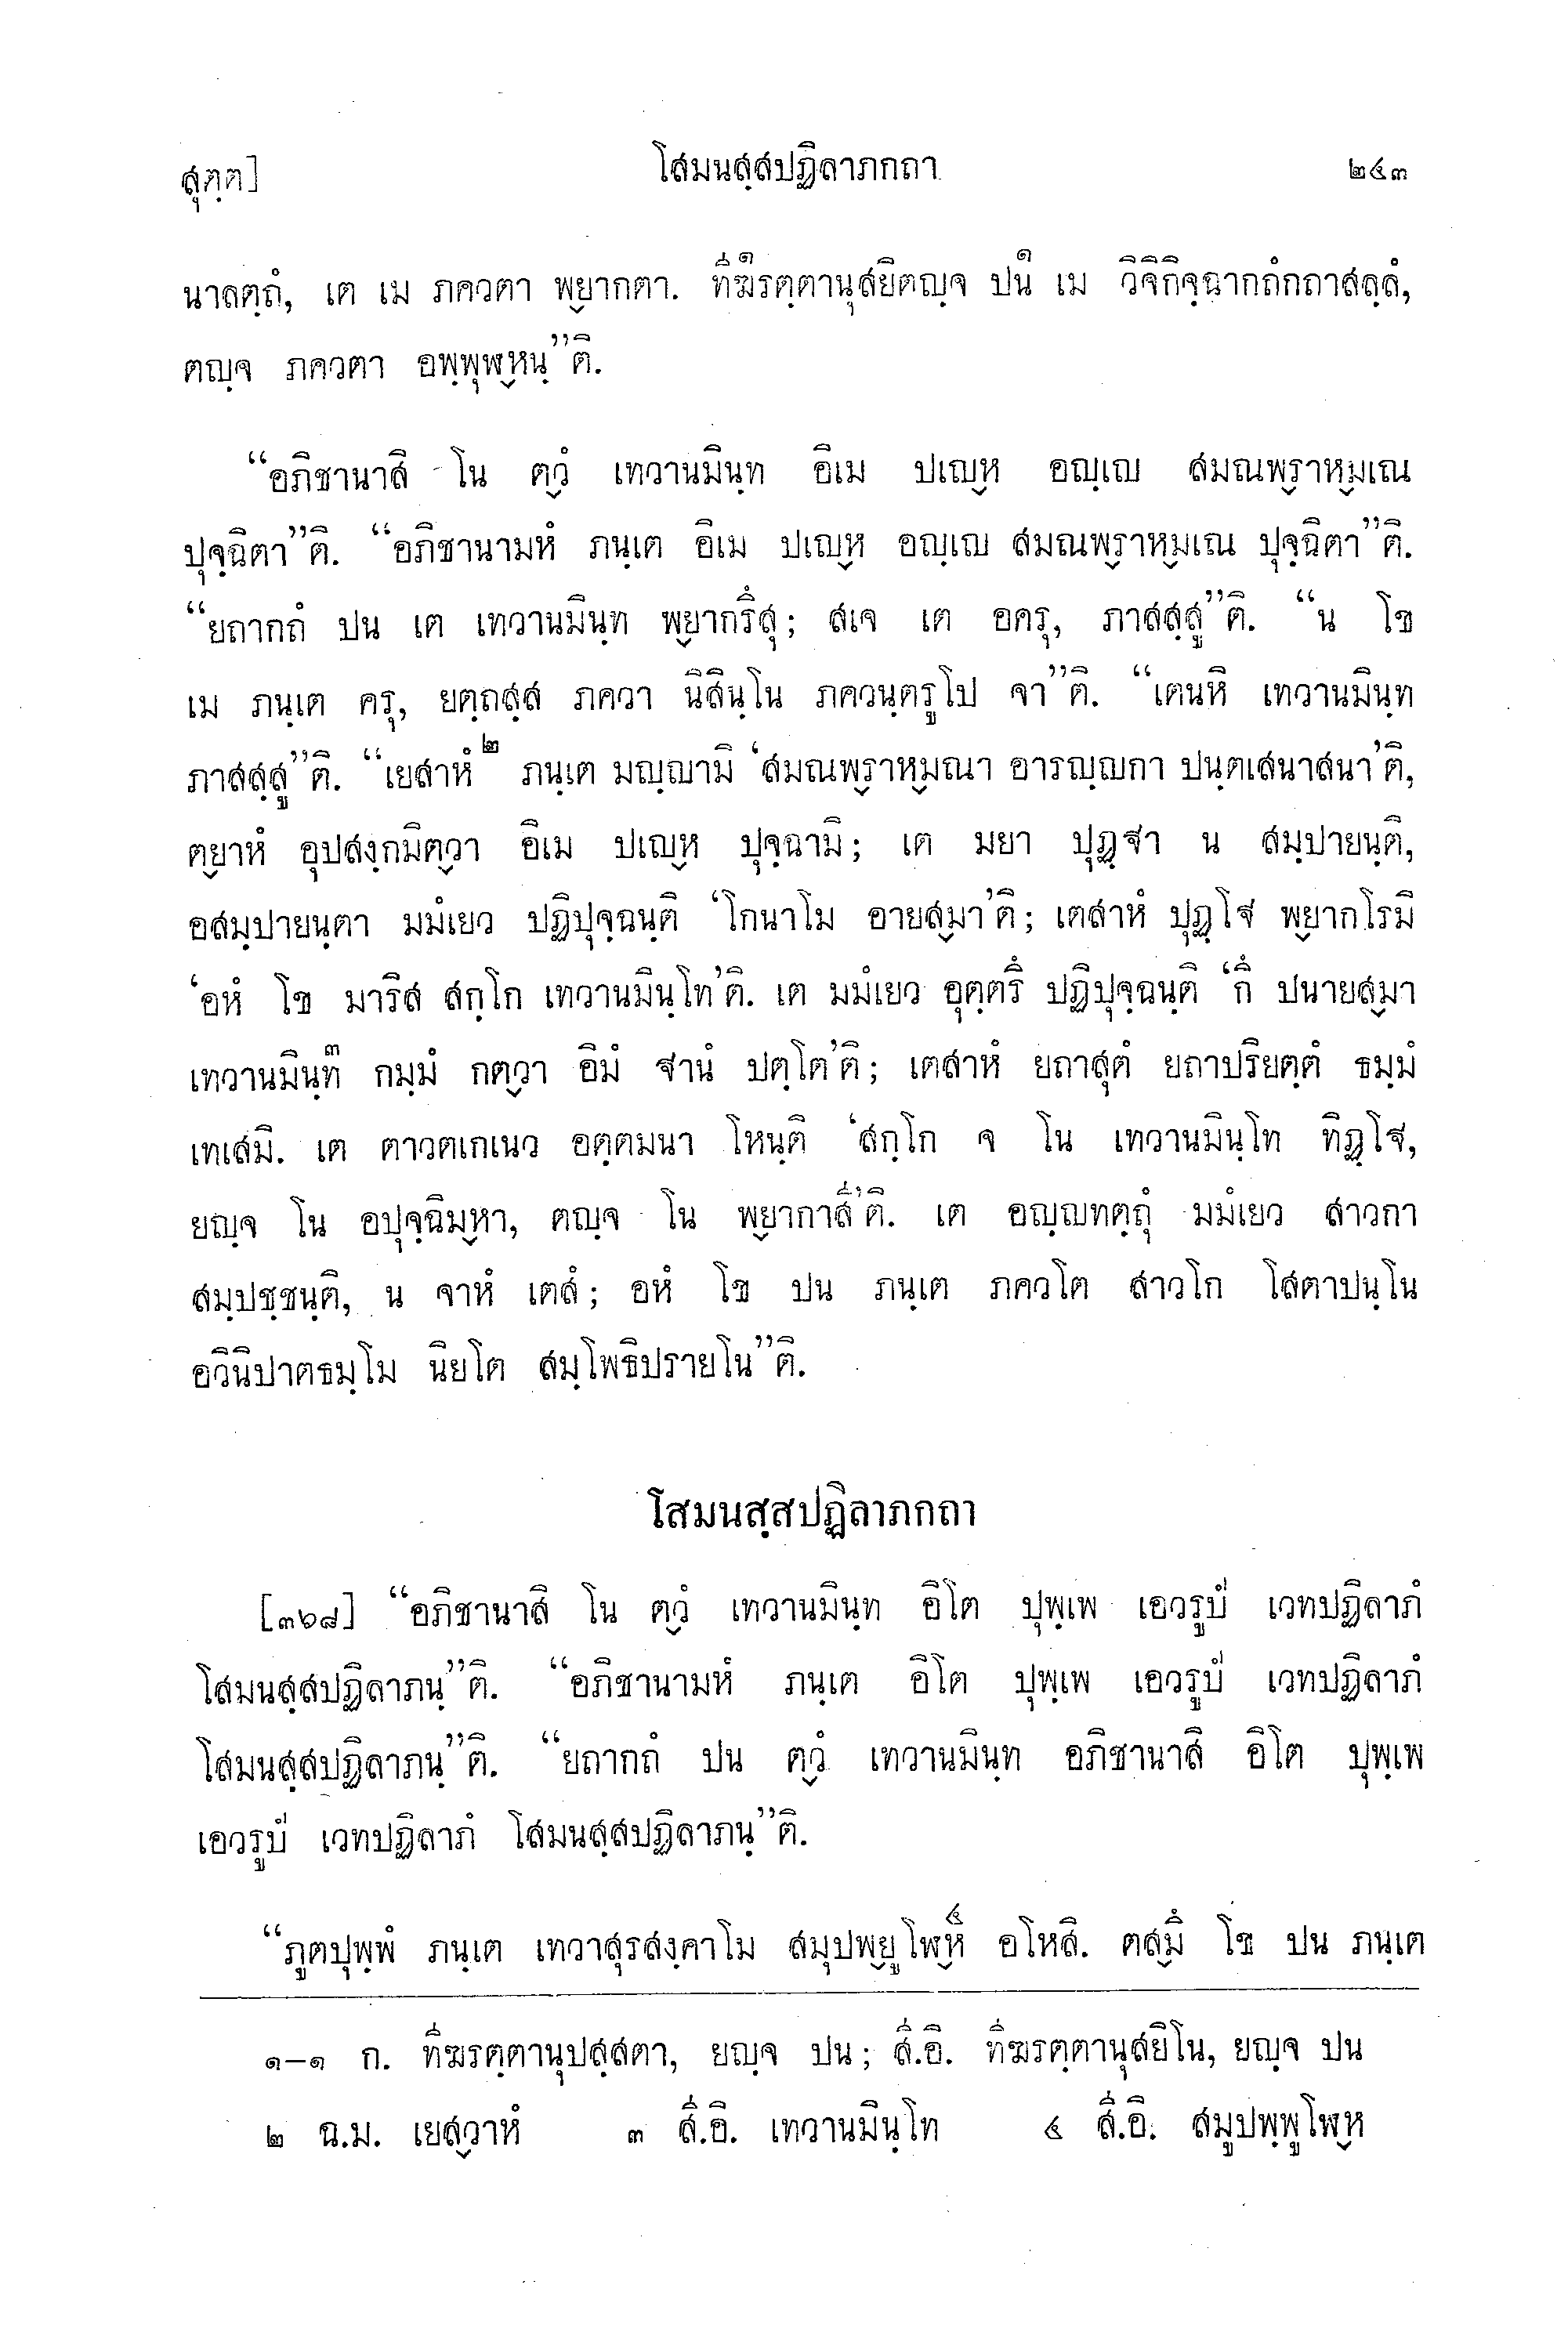 สุตฺต]
โสมนสฺสปฏิลาภกถา
๒๔๓
นาลตฺถํ, เต เม ภควตา พ๎ยากตา. ทีฆ๑รตฺตานุสยิตญฺจ ปน๑ เม วิจิกิจฺฉากถํกถาสลฺลํ,
ตญฺจ ภควตา อพฺพุฬ๎หนฺ”ติ.
“อภิชานาสิ โน ต๎วํ เทวานมินฺท อิเม ปเญ๎ห อญฺเญ สมณพ๎ราห๎มเณ
ปุจฺฉิตา”ติ. “อภิชานามหํ ภนฺเต อิเม ปเญ๎ห อญฺเญ สมณพ๎ราห๎มเณ ปุจฺฉิตา”ติ.
“ยถากถํ ปน เต เทวานมินฺท พ๎ยากรึสุ; สเจ เต อครุ, ภาสสฺสู”ติ. “น โข
เม ภนฺเต ครุ, ยตฺถสฺส ภควา นิสินฺโน ภควนฺตรูโป จา”ติ. “เตนหิ เทวานมินฺท
ภาสสฺสู”ติ. “เยสาหํ๒ ภนฺเต มญฺญามิ ‘สมณพ๎ราห๎มณา อารญฺญกา ปนฺตเสนาสนา’ติ,
ต๎ยาหํ อุปสงฺกมิต๎วา อิเม ปเญ๎ห ปุจฺฉามิ; เต มยา ปุฏฺฐา น สมฺปายนฺติ,
อสมฺปายนฺตา มมํเยว ปฏิปุจฺฉนฺติ ‘โกนาโม อายส๎มา’ติ; เตสาหํ ปุฏฺโฐ พ๎ยากโรมิ
‘อหํ โข มาริส สกฺโก เทวานมินฺโท’ติ. เต มมํเยว อุตฺตรึ ปฏิปุจฺฉนฺติ ‘กึ ปนายส๎มา
เทวานมินฺท๓ กมฺมํ กต๎วา อิมํ ฐานํ ปตฺโต’ติ; เตสาหํ ยถาสุตํ ยถาปริยตฺตํ ธมฺมํ
เทเสมิ. เต ตาวตเกเนว อตฺตมนา โหนฺติ ‘สกฺโก จ โน เทวานมินฺโท ทิฏฺโฐ,
ยญฺจ โน อปุจฺฉิม๎หา, ตญฺจ โน พ๎ยากาสี’ติ. เต อญฺญทตฺถุํ มมํเยว สาวกา
สมฺปชฺชนฺติ, น จาหํ เตสํ; อหํ โข ปน ภนฺเต ภควโต สาวโก โสตาปนฺโน
อวินิปาตธมฺโม นิยโต สมฺโพธิปรายโน”ติ.
โสมนสฺสปฏิลาภกถา
[๓๖๘] “อภิชานาสิ โน ต๎วํ เทวานมินฺท อิโต ปุพฺเพ เอวรูปํ เวทปฏิลาภํ
โสมนสฺสปฏิลาภนฺ”ติ. “อภิชานามหํ ภนฺเต อิโต ปุพฺเพ เอวรูปํ เวทปฏิลาภํ
โสมนสฺสปฏิลาภนฺ”ติ. “ยถากถํ ปน ต๎วํ เทวานมินฺท อภิชานาสิ อิโต ปุพฺเพ
เอวรูปํ เวทปฏิลาภํ โสมนสฺสปฏิลาภนฺ”ติ.
“ภูตปุพฺพํ ภนฺเต เทวาสุรสงฺคาโม สมุปพ๎ยูโฬ๎หิ๔ อโหสิ. ตส๎มึ โข ปน ภนฺเต
๑-๑ ก. ทีฆรตฺตานุปสฺสตา, ยญฺจ ปน; สี.อิ. ทีฆรตฺตานุสยิโน, ยญฺจ ปน
๒ ฉ.ม. เยส๎วาหํ ๓ สี.อิ. เทวานมินฺโท ๔ สี.อิ. สมูปพฺพูโฬ๎ห